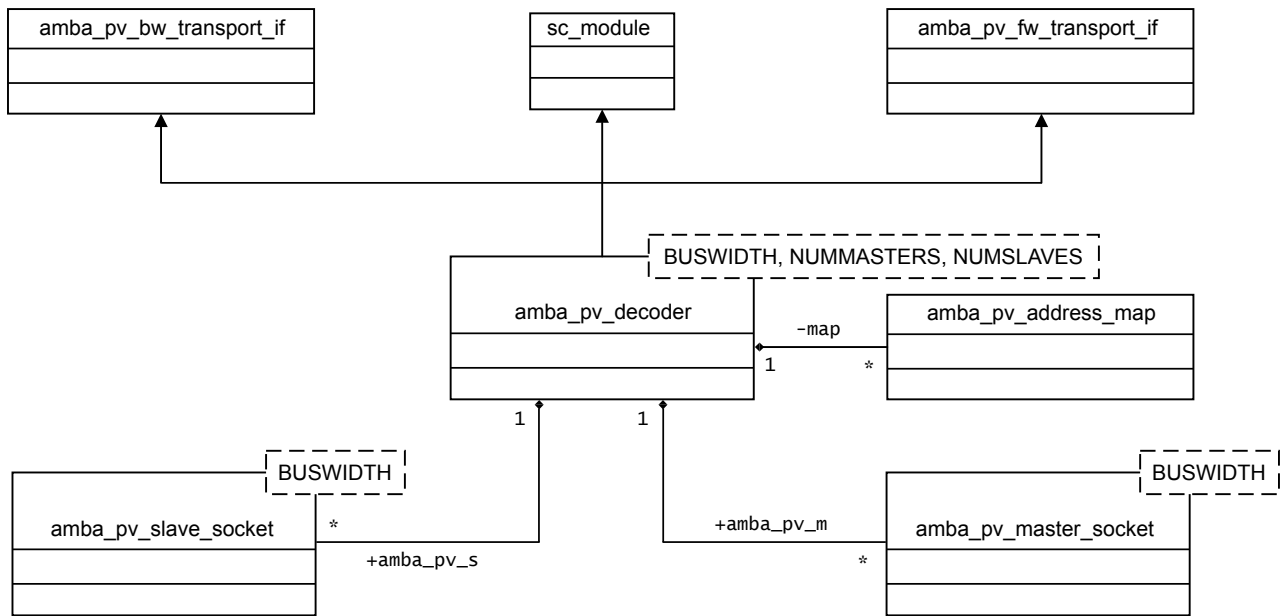 amba_pv_bw_transport_if
sc_module
amba_pv_fw_transport_if
BUSWIDTH, NUMMASTERS, NUMSLAVES
amba_pv_decoder
-map
amba_pv_address_map
1
*
1
1
BUSWIDTH
BUSWIDTH
amba_pv_slave_socket
*
+amba_pv_s
+amba_pv_m
amba_pv_master_socket
*